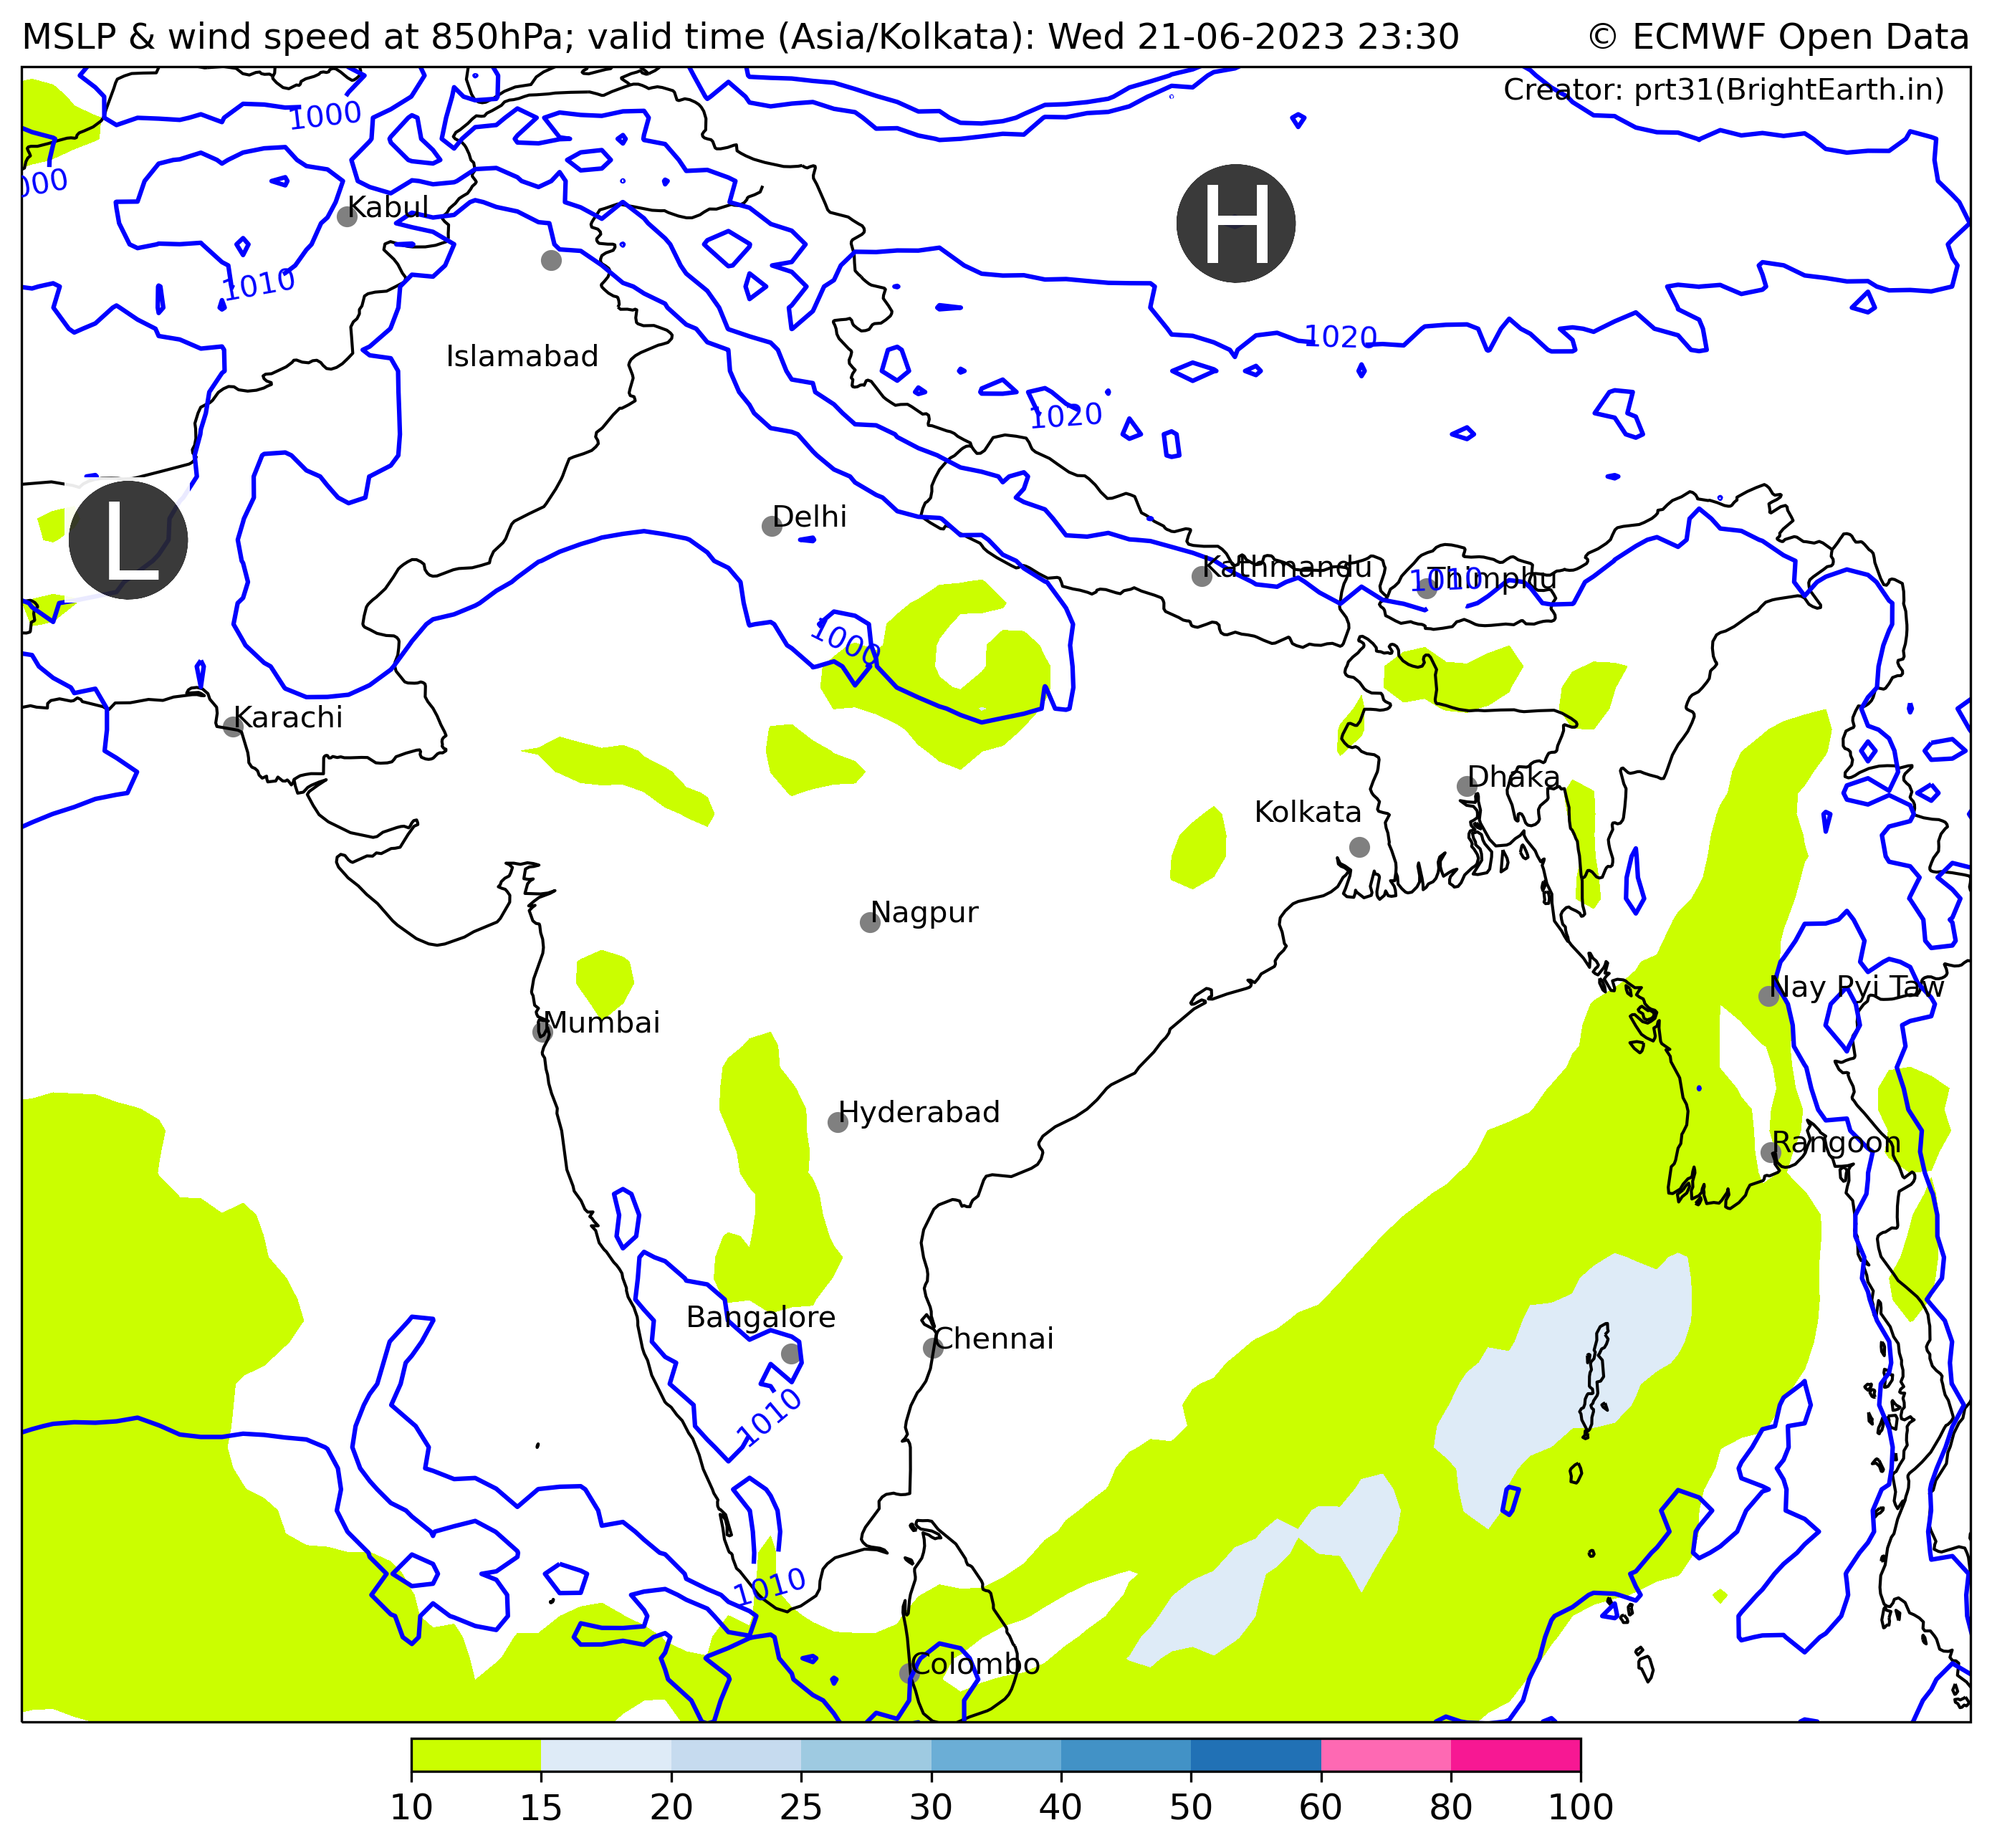 MSLP & wind speed at 850hPa; valid time (Asia/Kolkata): Wed 21-06-2023 23:30
© ECMWF Open Data
Creator: prt31(BrightEarth.in)
1000
000
Kabul
H
1010
1020
Islamabad
1020
L
Delhi
Kathmandu
1010
Thimphu
1000
Karachi
Dhaka
Kolkata
Nagpur
Nay Pyi Taw
Mumbai
Hyderabad
Rangoon
Bangalore
Chennai
1010
1010
Colombo
10 15 20 25 30 40 50 60 80 100